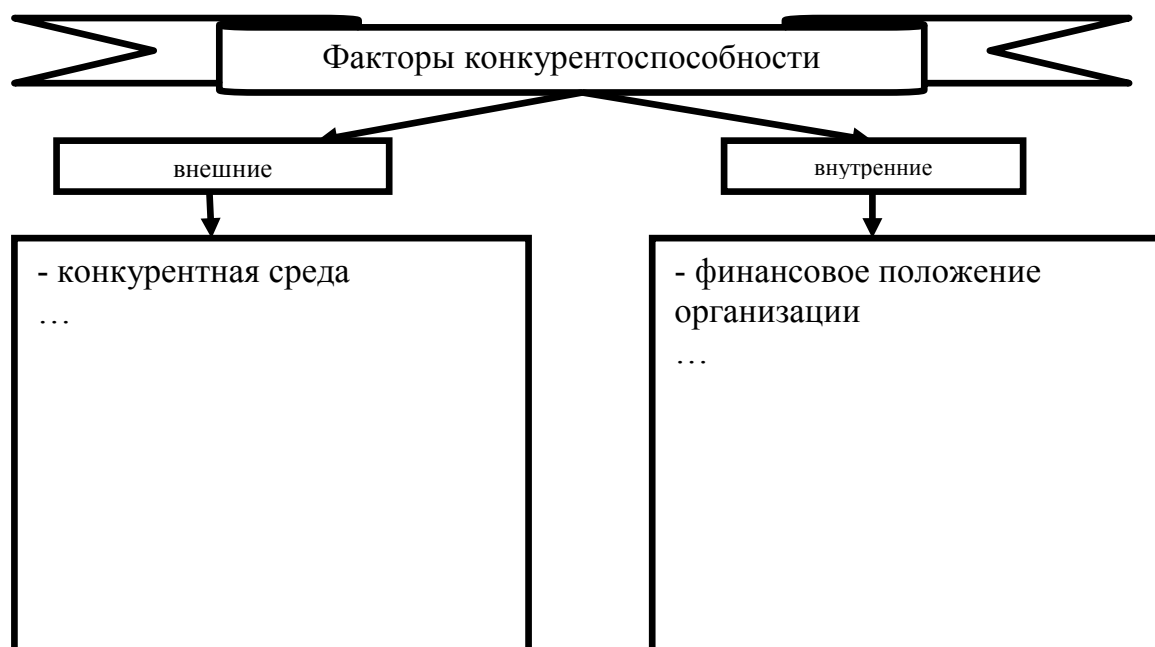 Факторы конкурентоспособности
внешние
внутренние
- конкурентная среда
…
- финансовое положение
организации
…